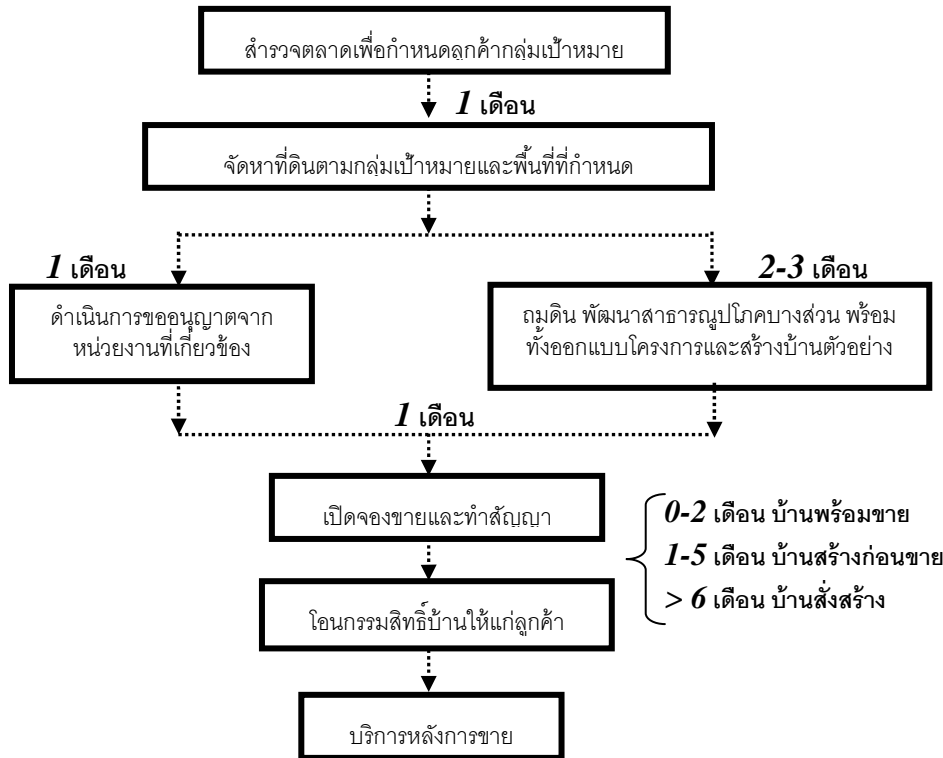 สำรวจตลาดเพื่อกำหนดลูกค้ากลุ่มเป้าหมาย
1 เดือน
จัดหาที่ดินตามกลุ่มเป้าหมายและพื้นที่ที่กำหนด
1 เดือน
2-3 เดือน
ดำเนินการขออนุญาตจาก
หน่วยงานที่เกี่ยวข้อง
ถมดิน พัฒนาสาธารณูปโภคบางส่วน พร้อม
ทั้งออกแบบโครงการและสร้างบ้านตัวอย่าง
1 เดือน
เปิดจองขายและทำสัญญา
0-2 เดือน บ้านพร้อมขาย
1-5 เดือน บ้านสร้างก่อนขาย
> 6 เดือน บ้านสั่งสร้าง
โอนกรรมสิทธิ์บ้านให้แก่ลูกค้า
บริการหลังการขาย